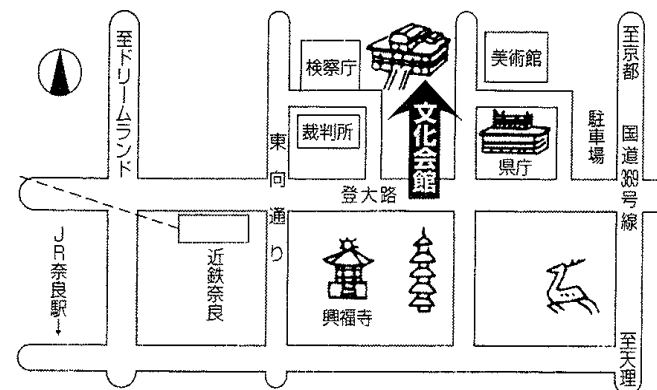 至ドリームランド
検察庁
美術館
至京都
裁判所
文化会館
県庁
駐車場
国道369号線
東向通り
登大路
近鉄奈良
JR奈良駅
興福寺
至天理